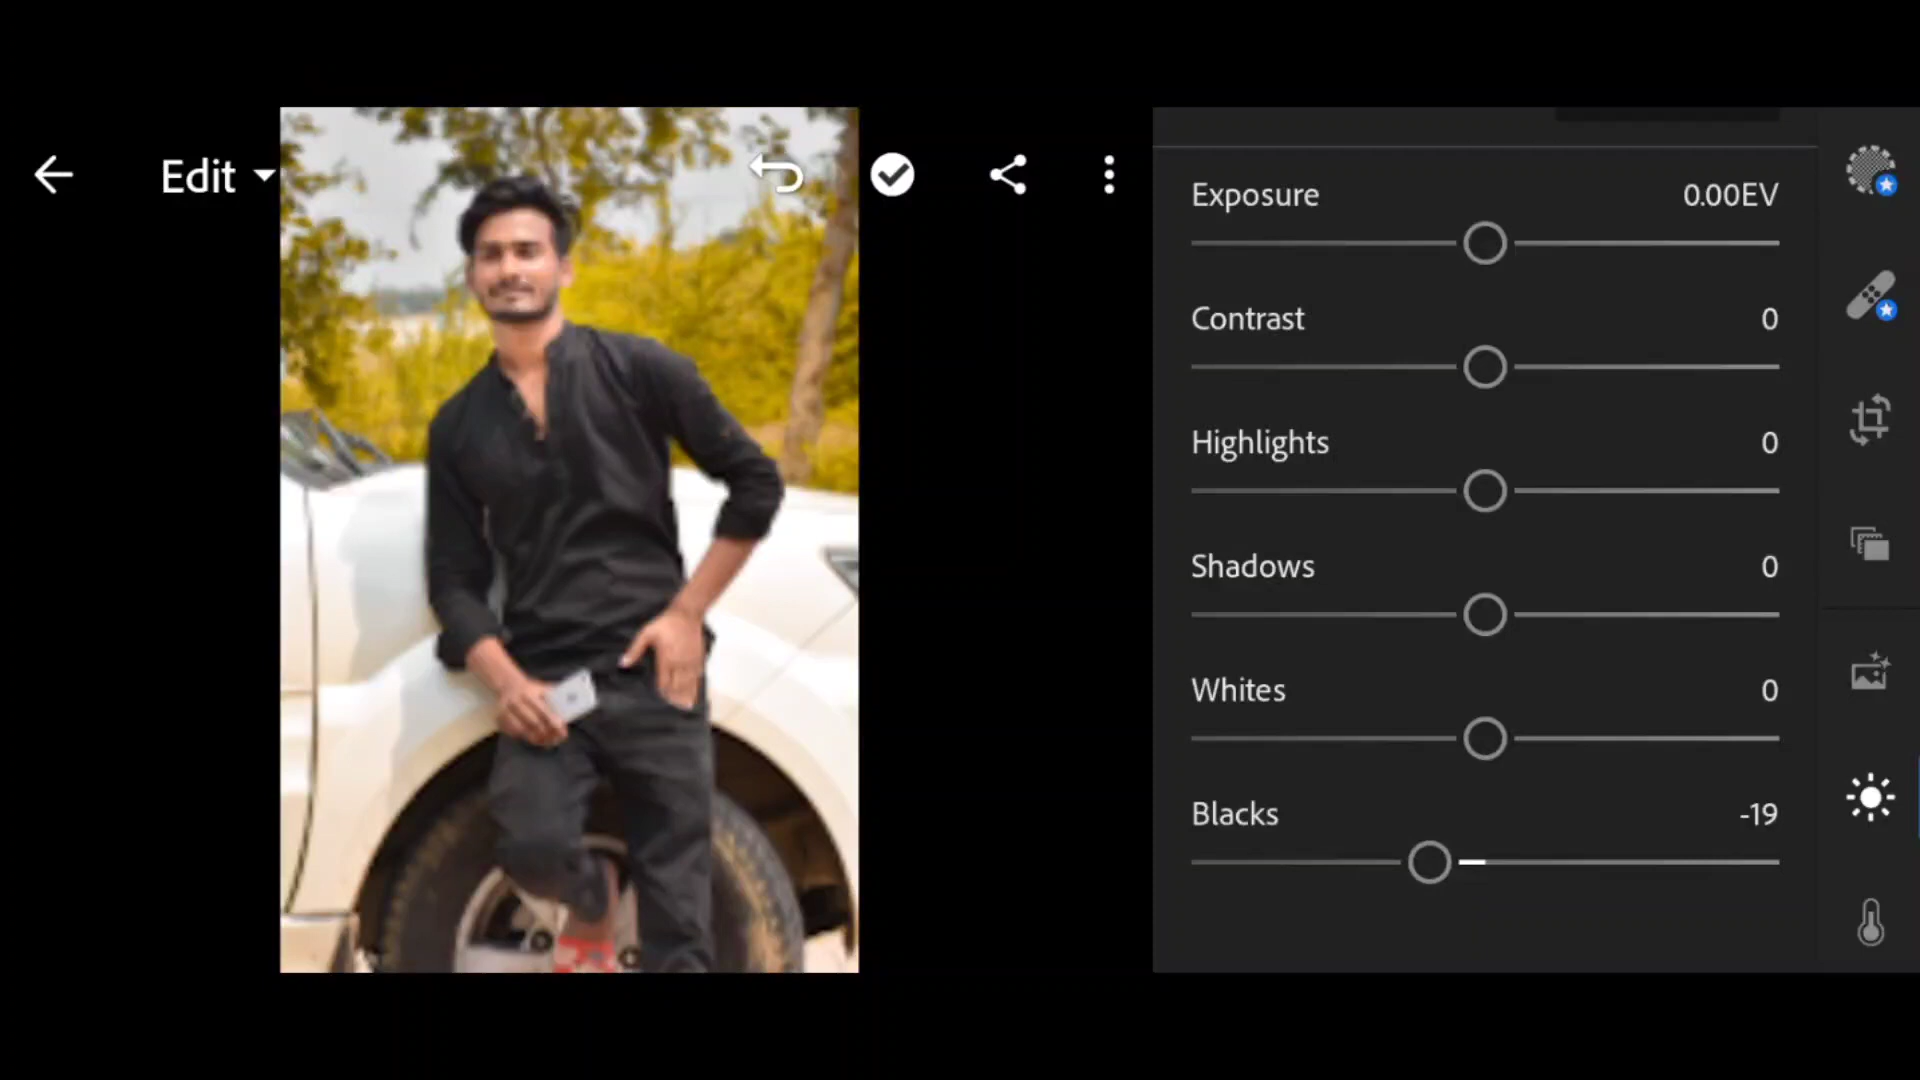 Edit
Exposure 0.00EV
Contrast 0
Highlights 0
Shadows 0
Whites 0
Blacks -19